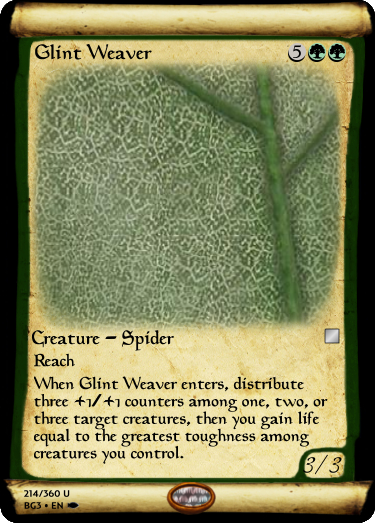 Glint Weaver 5
Creature – Spider
Reach
When Glint Weaver enters, distribute
three +1/+1 counters among one, two, or
three target creatures, then you gain life
equal to the greatest toughness among
creatures you control.
3/3
214/360 U
BG3 • EN